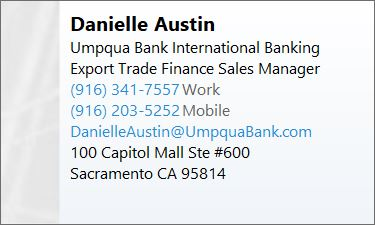 Danielle Austin
Umpqua Bank International Banking
Export Trade Finance Sales Manager
(916) 341-7557 Work
(916) 203-5252 Mobile
DanielleAustin@UmpquaBank.com
100 Capitol Mall Ste #600
Sacramento CA 95814